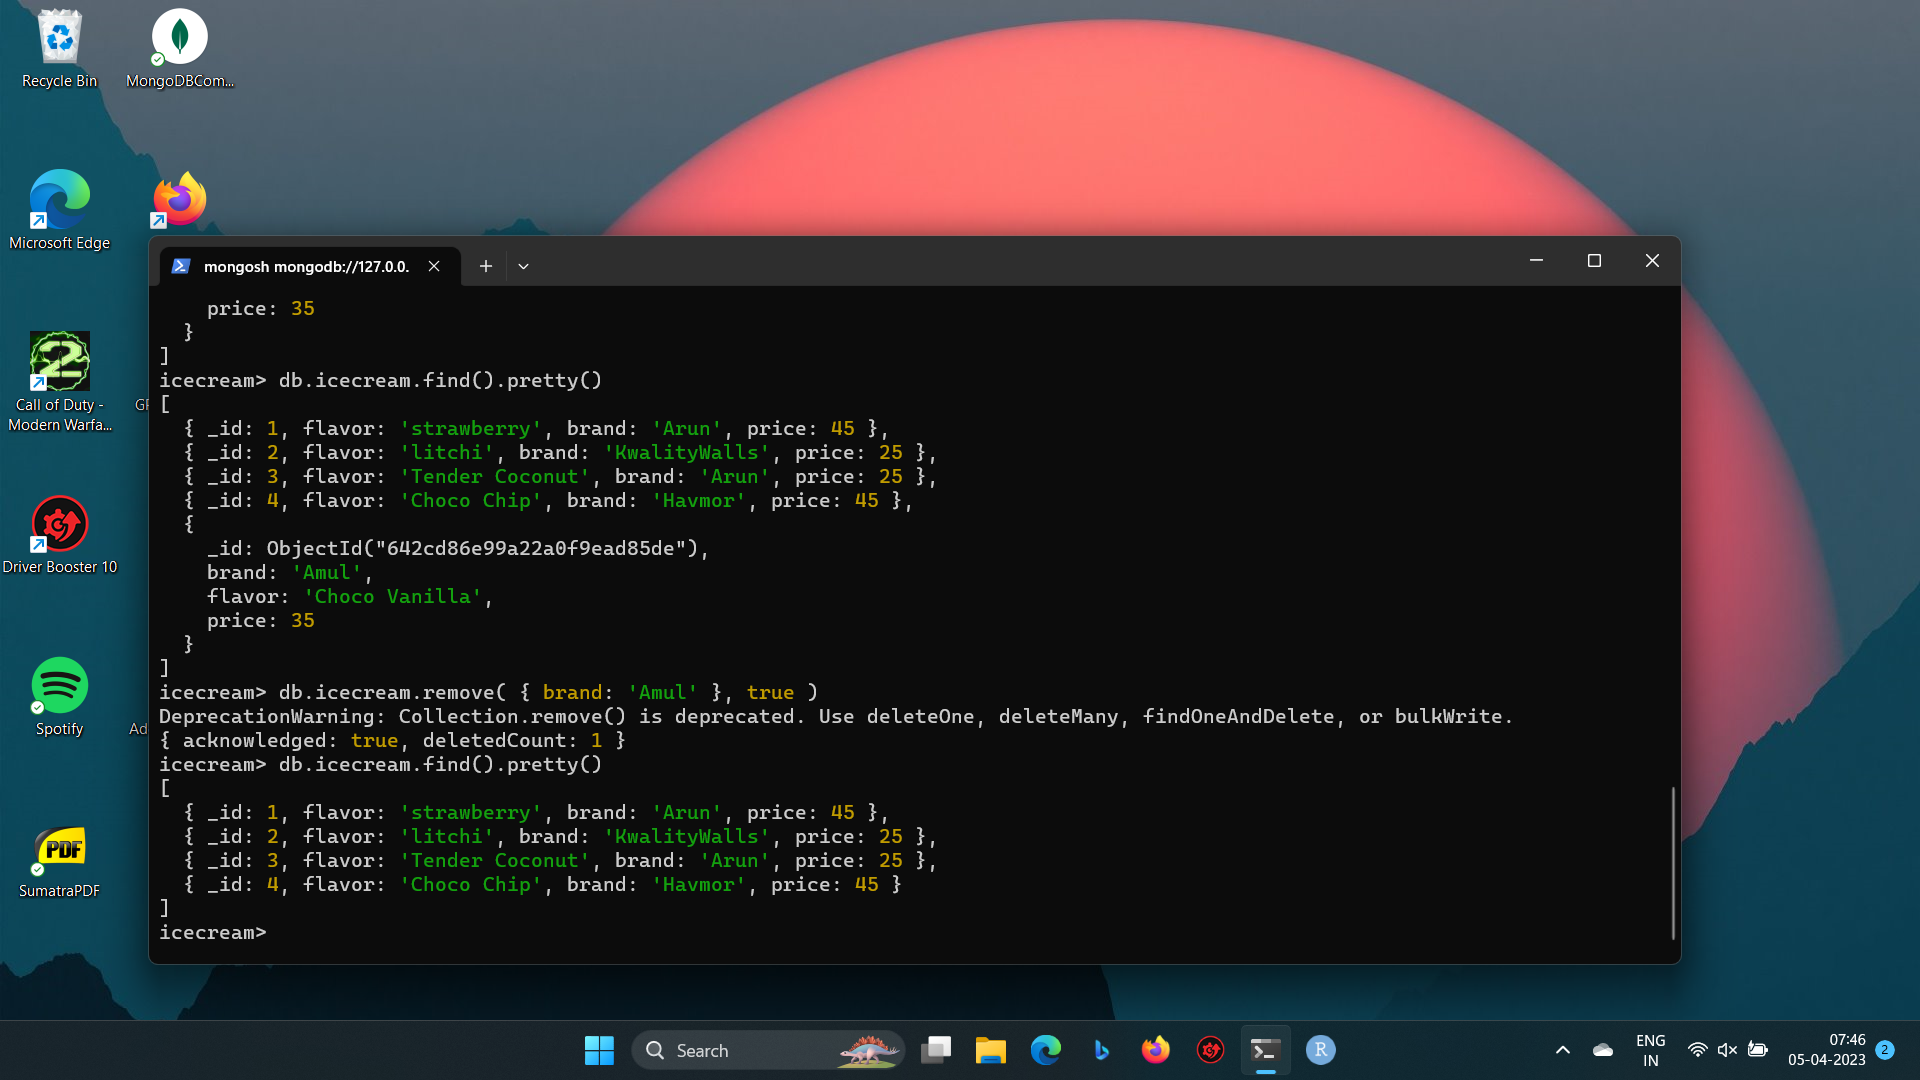 Recycle Bin
MongoDBCom...
Microsoft Edge
Call of Duty -
Modern Warfa...
GF
Driver Booster 10
Spotify
Ad
PDF
SumatraPDF
mongosh mongodb://127.0.0.
    price: 35
  }
]
icecream> db.icecream.find().pretty()
[
  { _id: 1, flavor: 'strawberry', brand: 'Arun', price: 45 },
  { _id: 2, flavor: 'litchi', brand: 'KwalityWalls', price: 25 },
  { _id: 3, flavor: 'Tender Coconut', brand: 'Arun', price: 25 },
  { _id: 4, flavor: 'Choco Chip', brand: 'Havmor', price: 45 },
  {
    _id: ObjectId("642cd86e99a22a0f9ead85de"),
    brand: 'Amul',
    flavor: 'Choco Vanilla',
    price: 35
  }
]
icecream> db.icecream.remove( { brand: 'Amul' }, true )
DeprecationWarning: Collection.remove() is deprecated. Use deleteOne, deleteMany, findOneAndDelete, or bulkWrite.
{ acknowledged: true, deletedCount: 1 }
icecream> db.icecream.find().pretty()
[
  { _id: 1, flavor: 'strawberry', brand: 'Arun', price: 45 },
  { _id: 2, flavor: 'litchi', brand: 'KwalityWalls', price: 25 },
  { _id: 3, flavor: 'Tender Coconut', brand: 'Arun', price: 25 },
  { _id: 4, flavor: 'Choco Chip', brand: 'Havmor', price: 45 }
]
icecream>
Search
R
ENG
IN
07:46
05-04-2023
2